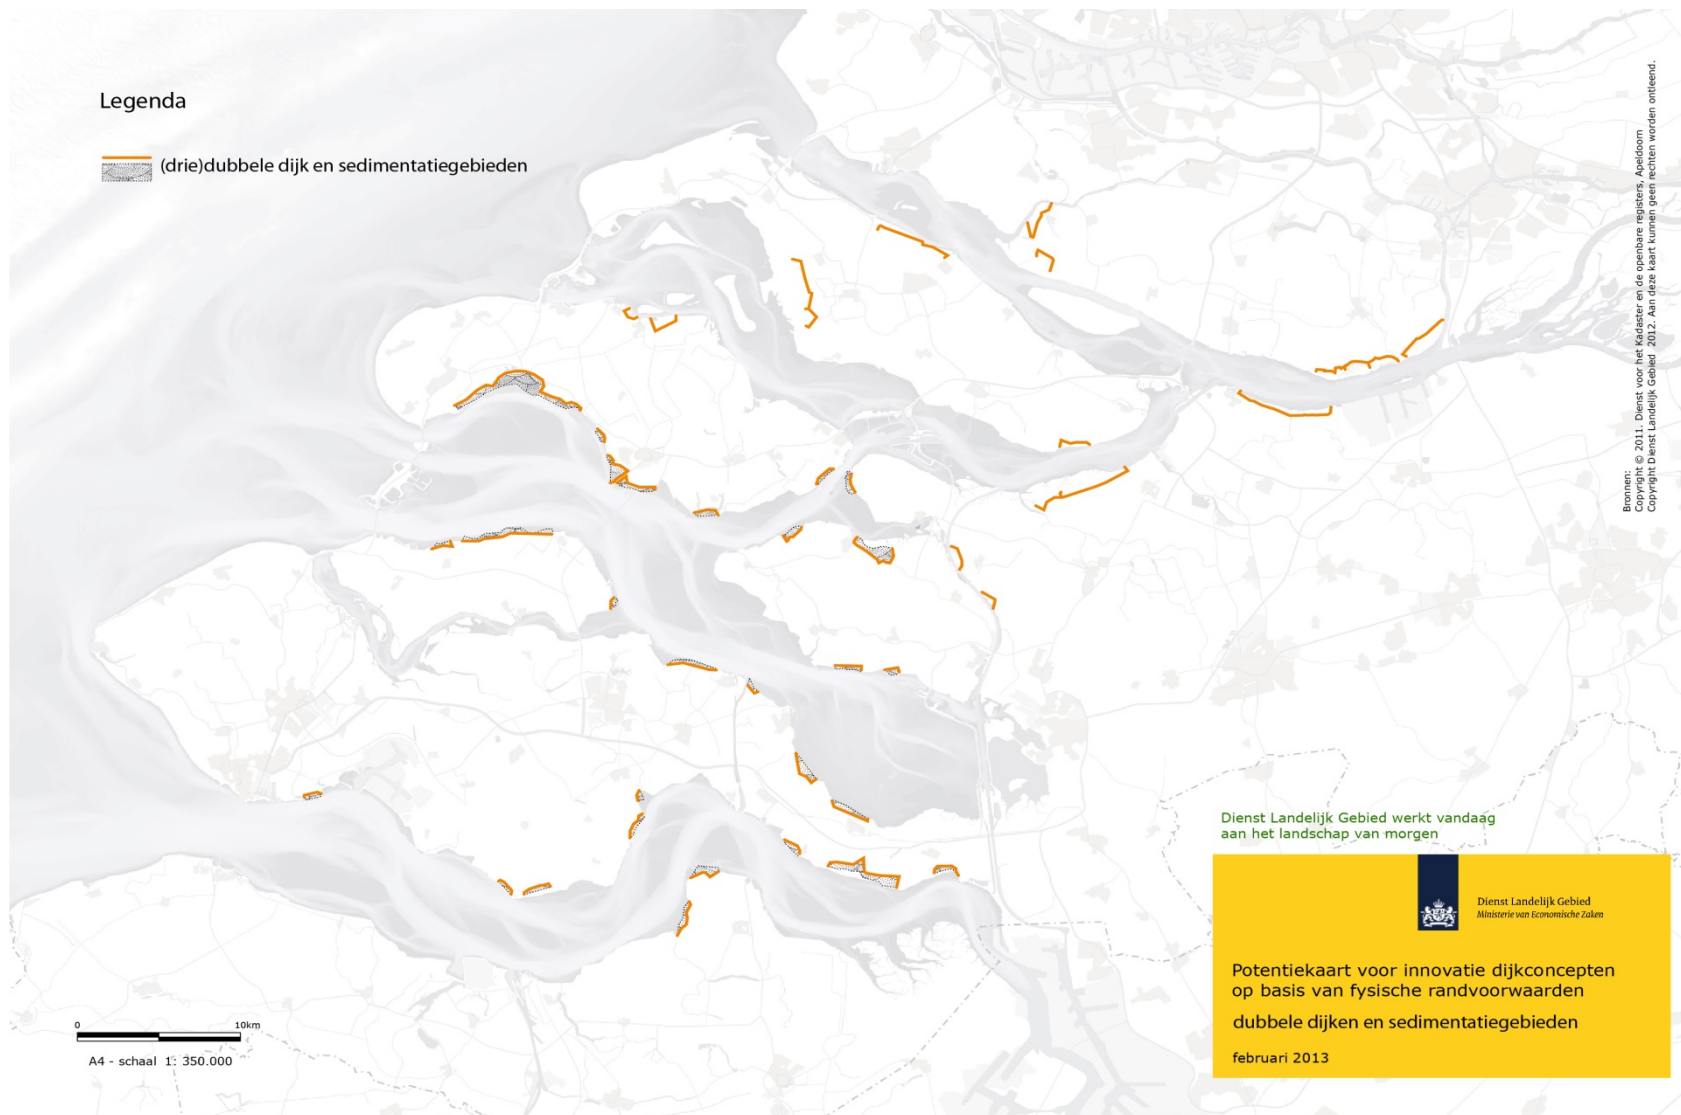 Legenda
(drie)dubbele dijk en sedimentatiegebieden
Bronnen:
Copyright © 2011. Dienst voor het Kadaster en de openbare registers, Apeldoorn
Copyright Dienst Landelijk Gebied 2012. Aan deze kaart kunnen geen rechten worden ontleend.
Dienst Landelijk Gebied werkt vandaag
aan het landschap van morgen
Dienst Landelijk Gebied
Ministerie van Economische Zaken
Potentiekaart voor innovatie dijkconcepten
op basis van fysische randvoorwaarden
dubbele dijken en sedimentatiegebieden
februari 2013
0 10km
A4 - schaal 1: 350.000